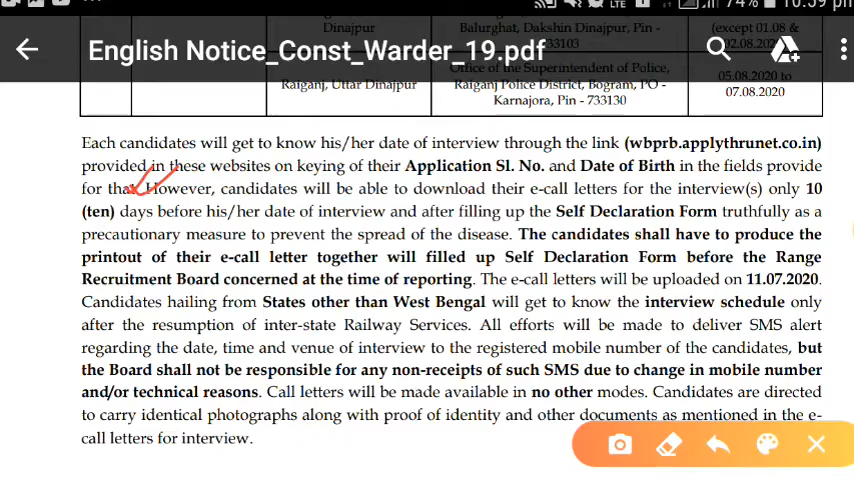 LTE 74% 10:59 pm
English Notice_Const_Warder_19.pdf
Dinajpur
Balurghat, Dakshin Dinajpur, Pin -
733103
(except 01.08 &
02.08.2020
Raiganj, Uttar Dinajpur
Office of the Superintendent of Police,
Raiganj Police District, Bogram, PO -
Karnajora, Pin - 733130
05.08.2020 to
07.08.2020
Each candidates will get to know his/her date of interview through the link (wbprb.applythrunet.co.in)
provided in these websites on keying of their Application Sl. No. and Date of Birth in the fields provide
for that. However, candidates will be able to download their e-call letters for the interview(s) only 10
(ten) days before his/her date of interview and after filling up the Self Declaration Form truthfully as a
precautionary measure to prevent the spread of the disease. The candidates shall have to produce the
printout of their e-call letter together will filled up Self Declaration Form before the Range
Recruitment Board concerned at the time of reporting. The e-call letters will be uploaded on 11.07.2020.
Candidates hailing from States other than West Bengal will get to know the interview schedule only
after the resumption of inter-state Railway Services. All efforts will be made to deliver SMS alert
regarding the date, time and venue of interview to the registered mobile number of the candidates, but
the Board shall not be responsible for any non-receipts of such SMS due to change in mobile number
and/or technical reasons. Call letters will be made available in no other modes. Candidates are directed
to carry identical photographs along with proof of identity and other documents as mentioned in the e-
call letters for interview.